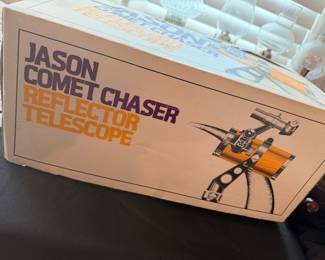 JASON
COMET CHASER
REFLECTOR
TELESCOPE